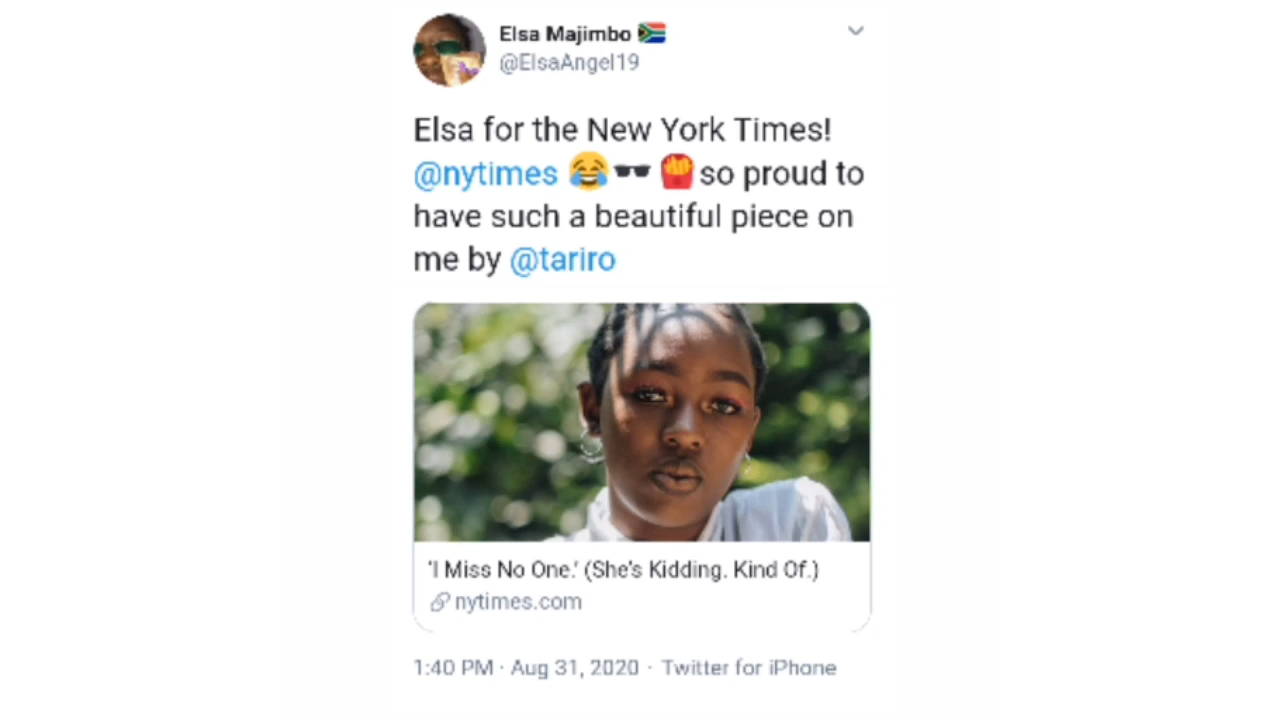 Elsa Majimbo 🇿🇦
@ElsaAngel19
Elsa for the New York Times!
@nytimes 😂🕶️🍟so proud to
have such a beautiful piece on
me by @tariro
'I Miss No One.' (She's Kidding. Kind Of.)
nytimes.com
1:40 PM · Aug 31, 2020 · Twitter for iPhone